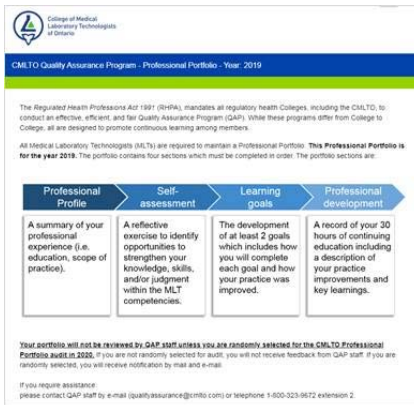 College of Medical
Laboratory Technologists
of Ontario
CMLTO Quality Assurance Program - Professional Portfolio - Year: 2019
The Regulated Health Professions Act 1991 (RHPA), mandates all regulatory health Colleges, including the CMLTO, to
conduct an effective, efficient, and fair Quality Assurance Program (QAP). While these programs differ from College to
College, all are designed to promote continuous learning among members.
All Medical Laboratory Technologists (MLTs) are required to maintain a Professional Portfolio. This Professional Portfolio is
for the year 2019. The portfolio contains four sections which must be completed in order. The portfolio sections are:
Professional
Profile
A summary of your
professional
experience (i.e.
education, scope of
practice).
Self-
assessment
A reflective
exercise to identify
opportunities to
strengthen your
knowledge, skills,
and/or judgment
within the MLT
competencies.
Learning
goals
The development
of at least 2 goals
which includes how
you will complete
each goal and how
your practice was
improved.
Professional
development
A record of your 30
hours of continuing
education including
a description of
your practice
improvements and
key learnings.
Your portfolio will not be reviewed by QAP staff unless you are randomly selected for the CMLTO Professional
Portfolio audit in 2020. If you are not randomly selected for audit, you will not receive feedback from QAP staff. If you are
randomly selected, you will receive notification by mail and e-mail.
If you require assistance:
please contact QAP staff by e-mail (qualityassurance@cmlto.com) or telephone 1-800-323-9672 extension 2.